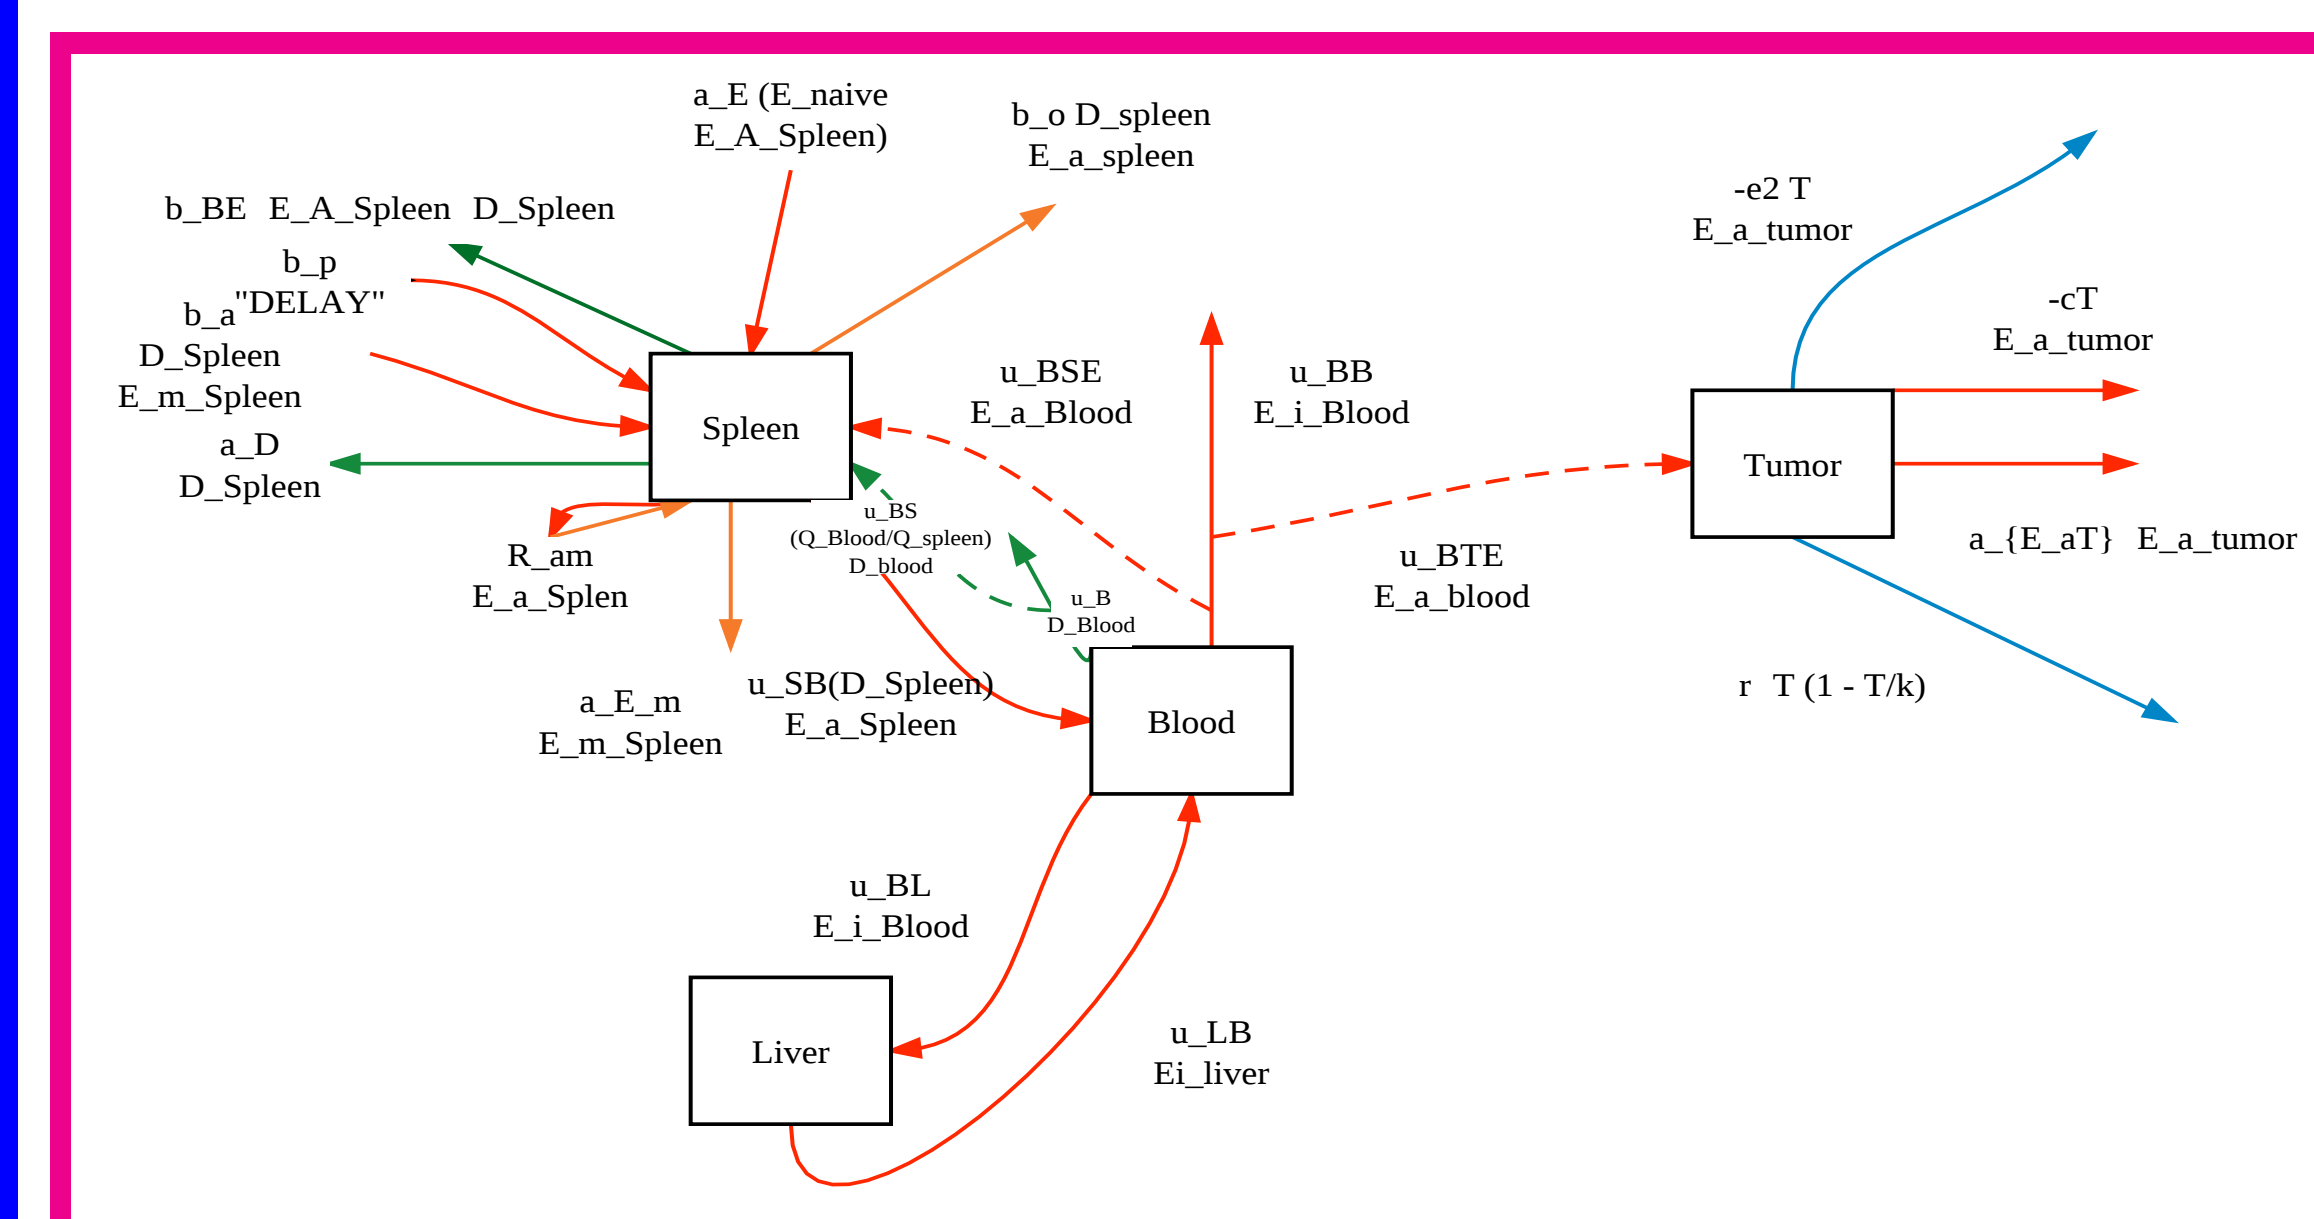 a_E (E_naive
E_A_Spleen)
b_o D_spleen
E_a_spleen
b_BE E_A_Spleen D_Spleen
b_p
"DELAY"
b_a
D_Spleen
E_m_Spleen
a_D
D_Spleen
Spleen
R_am
E_a_Splen
a_E_m
E_m_Spleen
u_BS
(Q_Blood/Q_spleen)
D_blood
u_B
D_Blood
u_SB(D_Spleen)
E_a_Spleen
u_BSE
E_a_Blood
u_BB
E_i_Blood
u_BTE
E_a_blood
Blood
-e2 T
E_a_tumor
-cT
E_a_tumor
Tumor
a_{E_aT} E_a_tumor
r T (1 - T/k)
u_BL
E_i_Blood
Liver
u_LB
Ei_liver